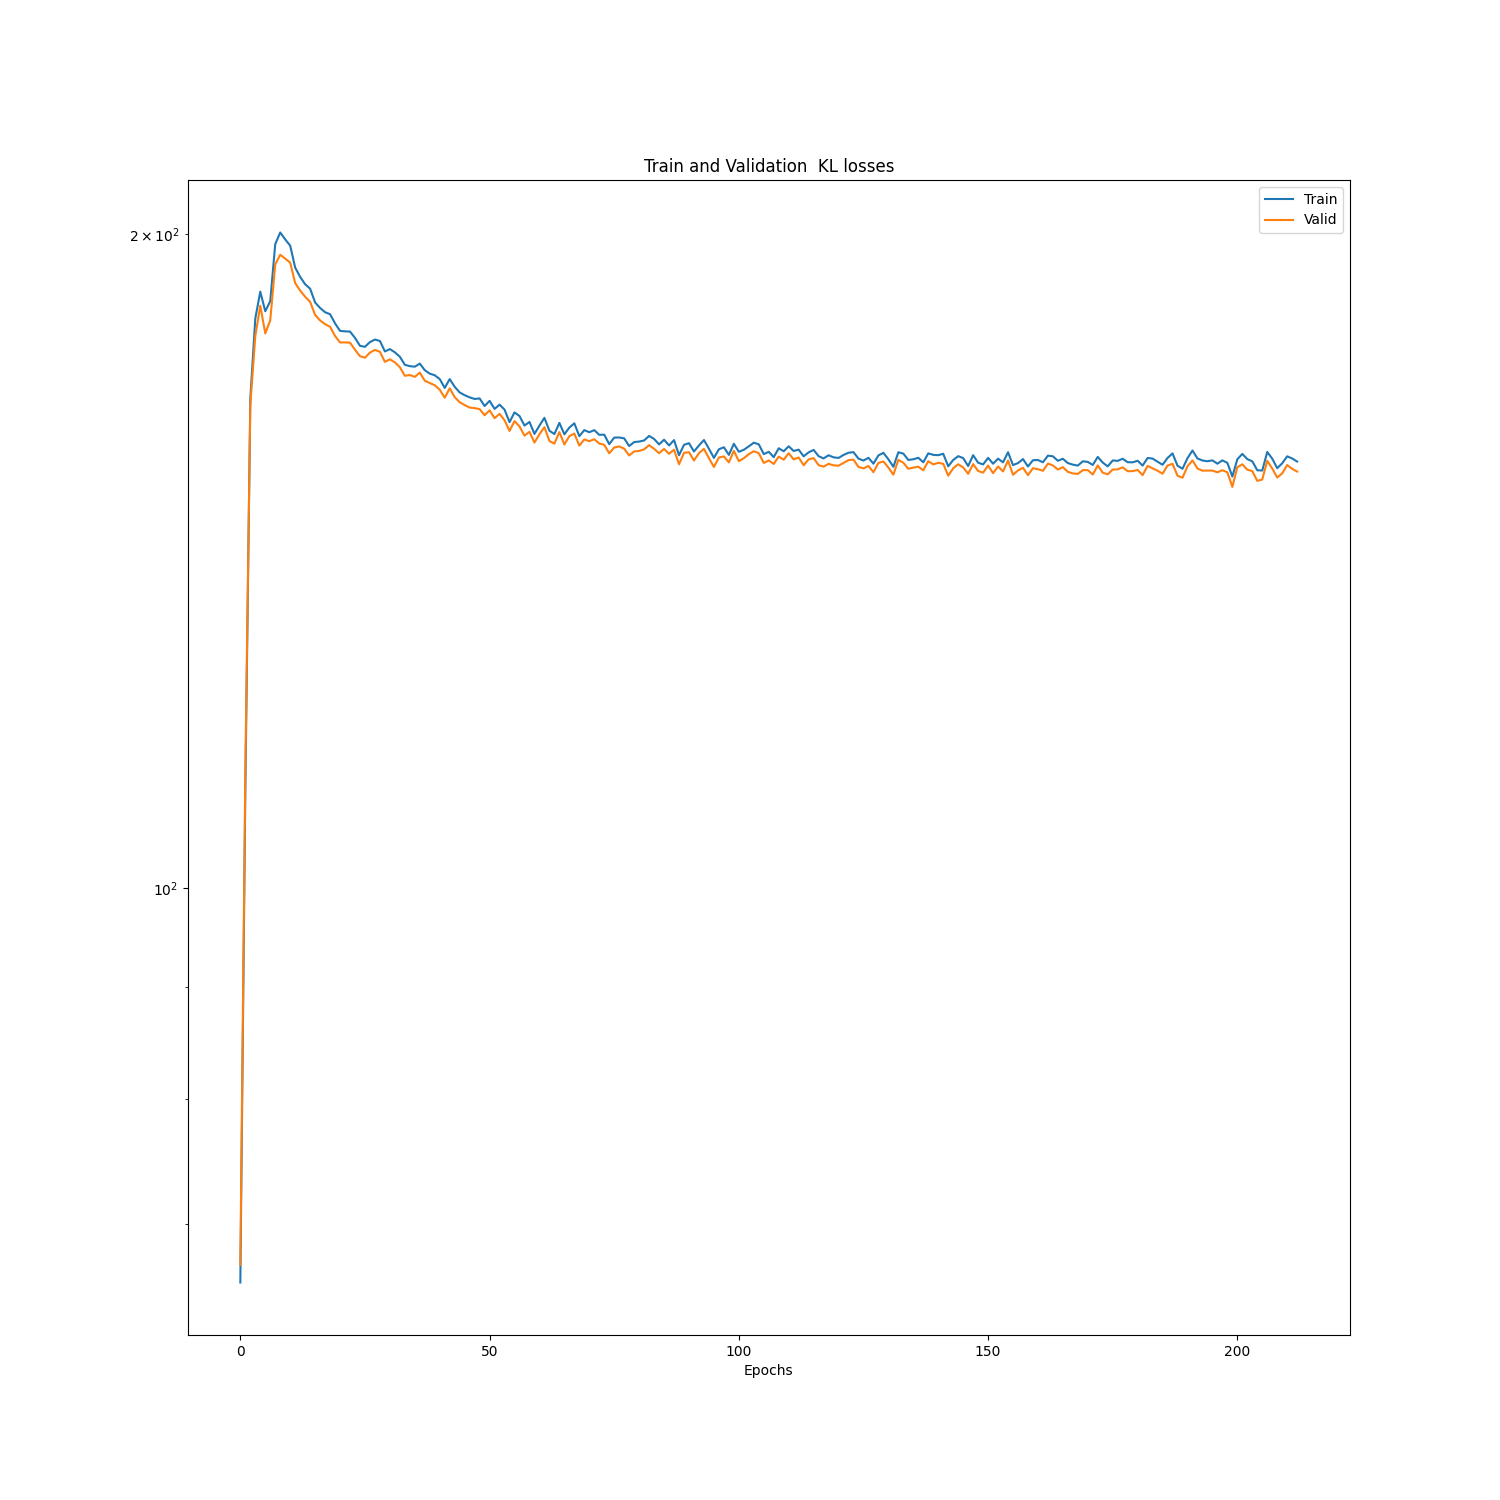 Train and Validation  KL losses
Train
Valid
2 × 10²
10²
0 50 100 150 200
Epochs